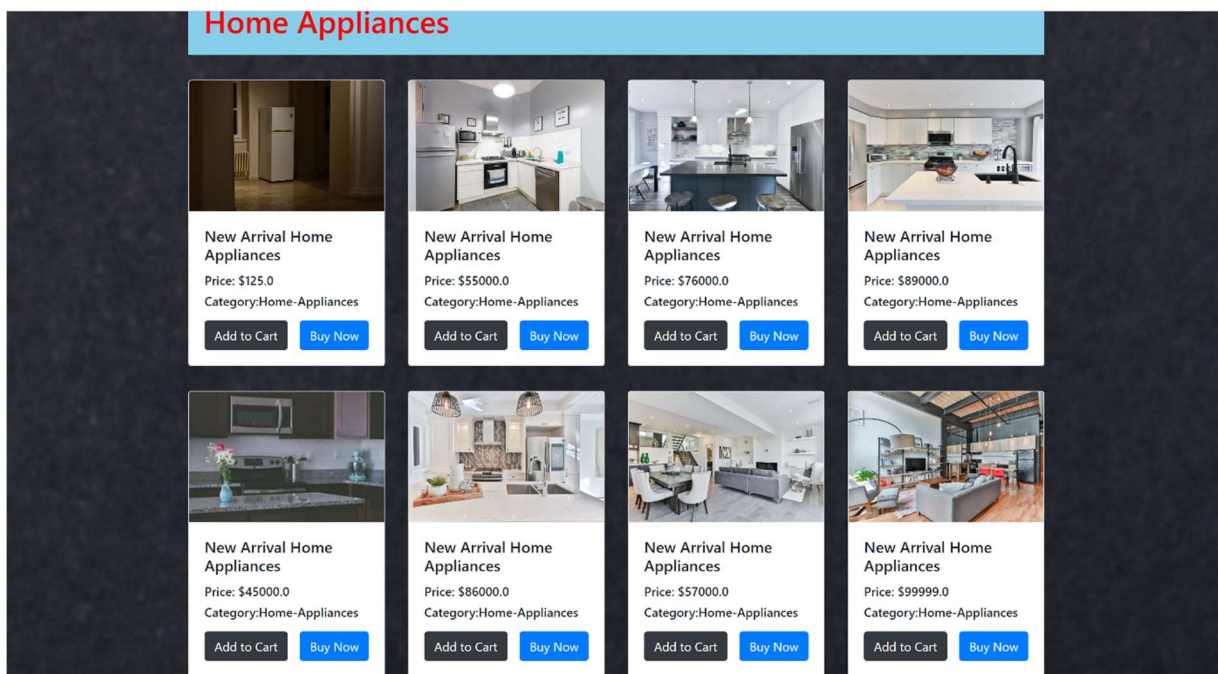 Home Appliances
New Arrival Home
Appliances
Price: $125.0
Category:Home-Appliances
Add to Cart Buy Now
New Arrival Home
Appliances
Price: $55000.0
Category:Home-Appliances
Add to Cart Buy Now
New Arrival Home
Appliances
Price: $76000.0
Category:Home-Appliances
Add to Cart Buy Now
New Arrival Home
Appliances
Price: $89000.0
Category:Home-Appliances
Add to Cart Buy Now
New Arrival Home
Appliances
Price: $45000.0
Category:Home-Appliances
Add to Cart Buy Now
New Arrival Home
Appliances
Price: $86000.0
Category:Home-Appliances
Add to Cart Buy Now
New Arrival Home
Appliances
Price: $57000.0
Category:Home-Appliances
Add to Cart Buy Now
New Arrival Home
Appliances
Price: $99999.0
Category:Home-Appliances
Add to Cart Buy Now